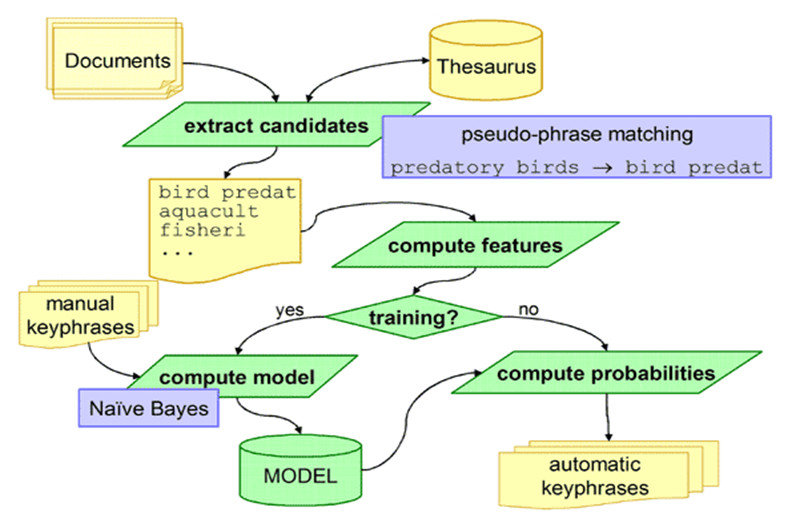 Documents
Thesaurus
extract candidates
pseudo-phrase matching
predatory birds → bird predat
bird predat
aquacult
fisheri
...
compute features
manual
keyphrases
yes
training?
no
compute model
compute probabilities
Naïve Bayes
MODEL
automatic
keyphrases